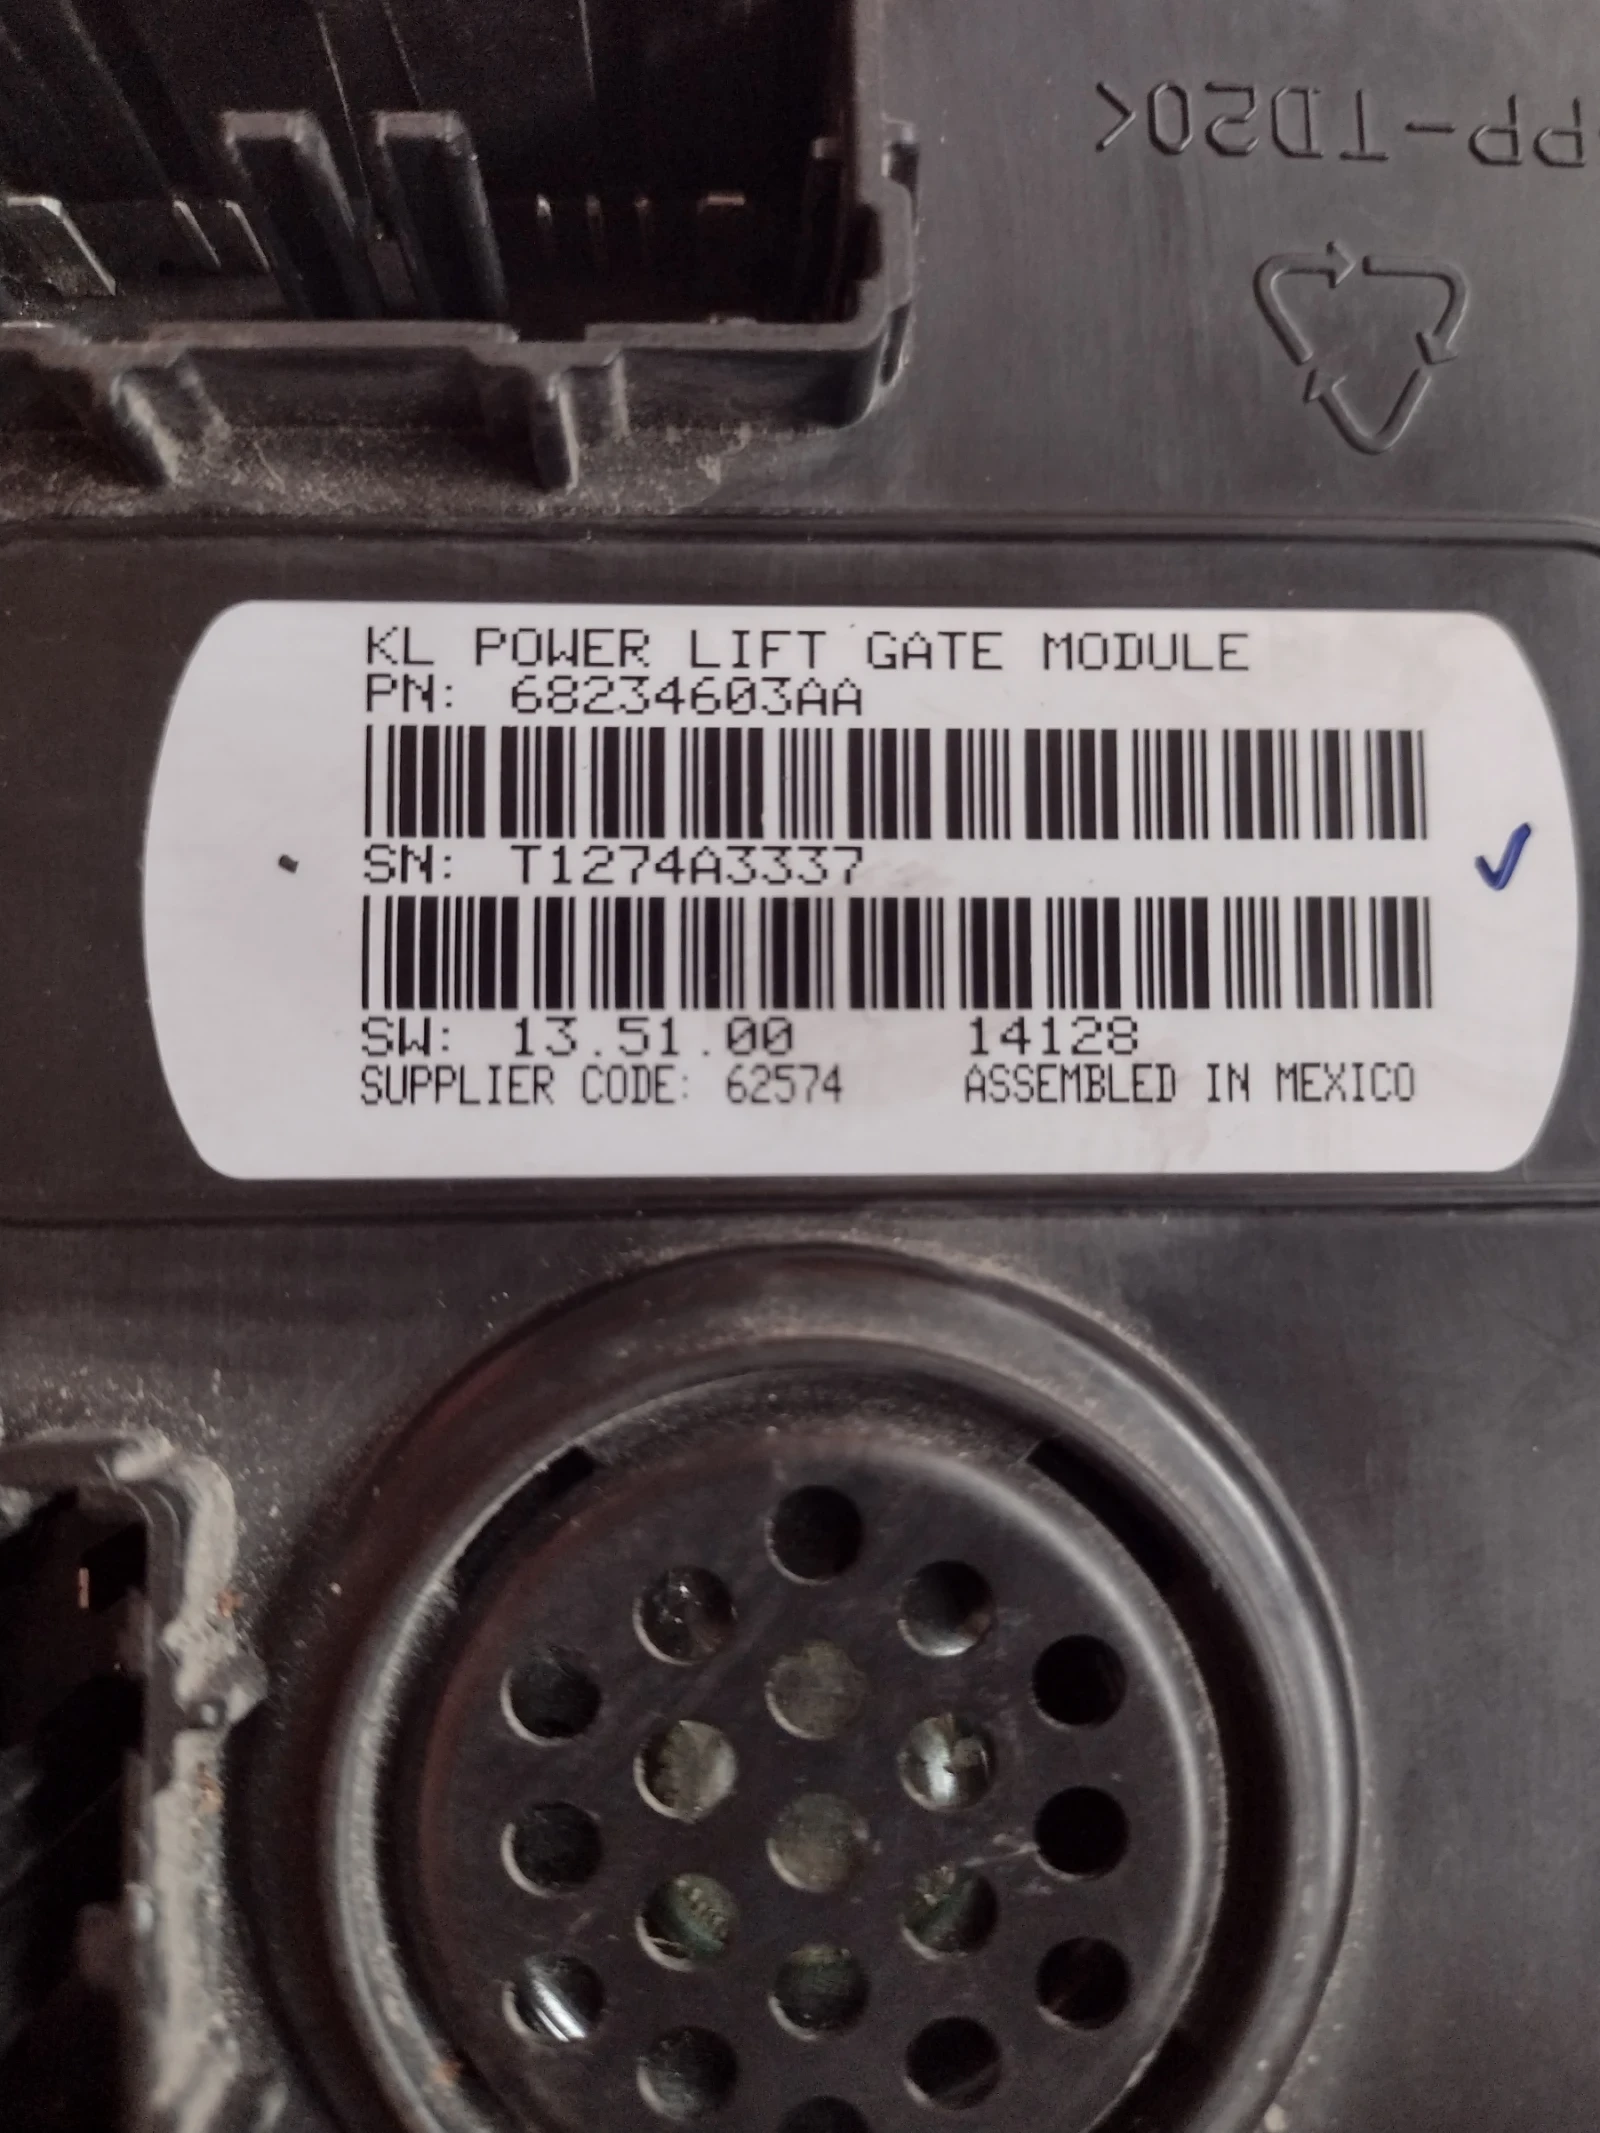 PP-TD20<
KL POWER LIFT GATE MODULE
PN: 68234603AA
SN: T1274A3337
SW: 13.51.00 14128
SUPPLIER CODE: 62574 ASSEMBLED IN MEXICO